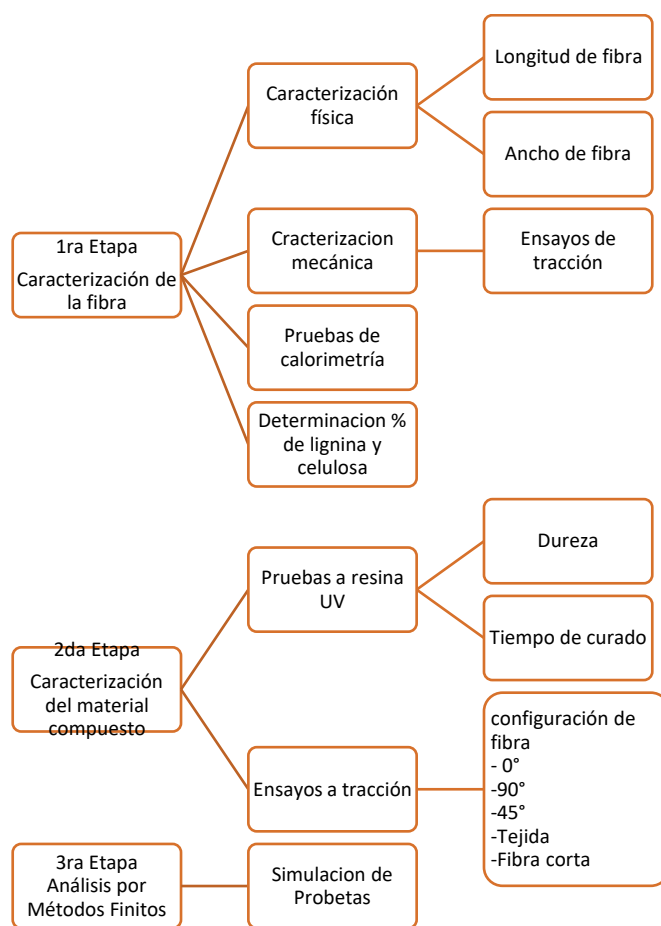 1ra Etapa
Caracterización de
la fibra
Caracterización
física
Longitud de fibra
Ancho de fibra
Cracterizacion
mecánica
Ensayos de
tracción
Pruebas de
calorimetría
Determinacion %
de lignina y
celulosa
2da Etapa
Caracterización
del material
compuesto
Pruebas a resina
UV
Dureza
Tiempo de curado
Ensayos a tracción
configuración de
fibra
- 0°
-90°
-45°
-Tejida
-Fibra corta
3ra Etapa
Análisis por
Métodos Finitos
Simulacion de
Probetas